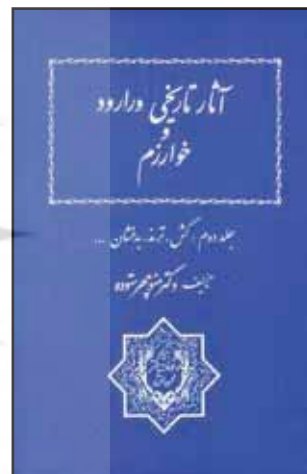 آثار تاریخی ورارود
و
خوارزم
جلد دوم: کش، ترمذ، بدخشان ...
تألیف دکتر منوچهر ستوده